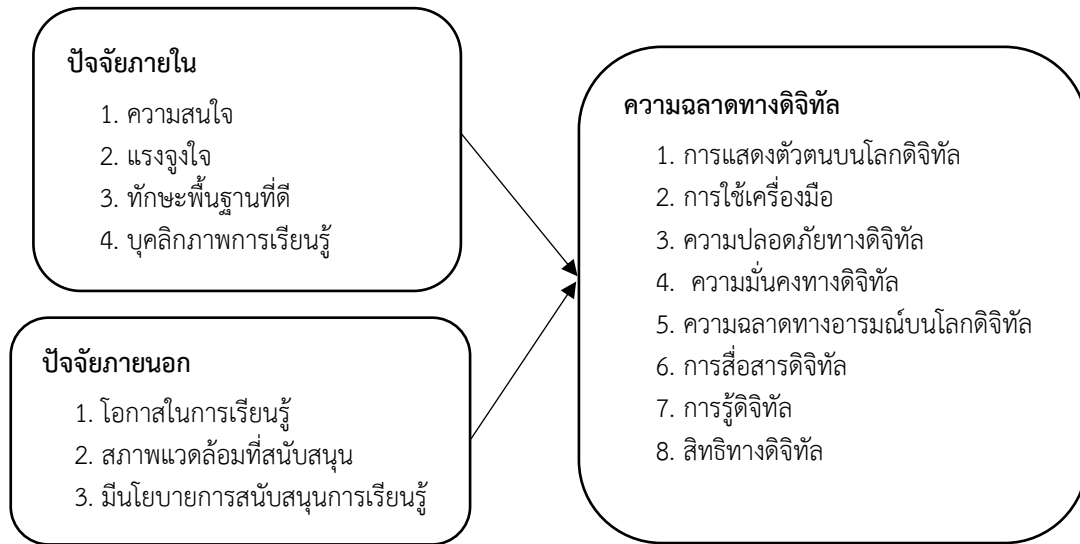 ปัจจัยภายใน
1. ความสนใจ
2. แรงจูงใจ
3. ทักษะพื้นฐานที่ดี
4. บุคลิกภาพการเรียนรู้
ปัจจัยภายนอก
1. โอกาสในการเรียนรู้
2. สภาพแวดล้อมที่สนับสนุน
3. มีนโยบายการสนับสนุนการเรียนรู้
ความฉลาดทางดิจิทัล
1. การแสดงตัวตนบนโลกดิจิทัล
2. การใช้เครื่องมือ
3. ความปลอดภัยทางดิจิทัล
4. ความมั่นคงทางดิจิทัล
5. ความฉลาดทางอารมณ์บนโลกดิจิทัล
6. การสื่อสารดิจิทัล
7. การรู้ดิจิทัล
8. สิทธิทางดิจิทัล